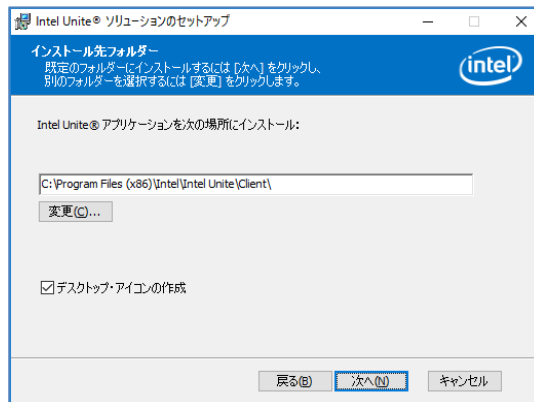 Intel Unite® ソリューションのセットアップ
インストール先フォルダー
既定のフォルダーにインストールするには [次へ] をクリックし、
別のフォルダーを選択するには [変更] をクリックします。
intel
Intel Unite® アプリケーションを次の場所にインストール:
C:\Program Files (x86)\Intel\Intel Unite\Client\
変更(C)...
デスクトップ・アイコンの作成
戻る(B)
次へ(N)
キャンセル